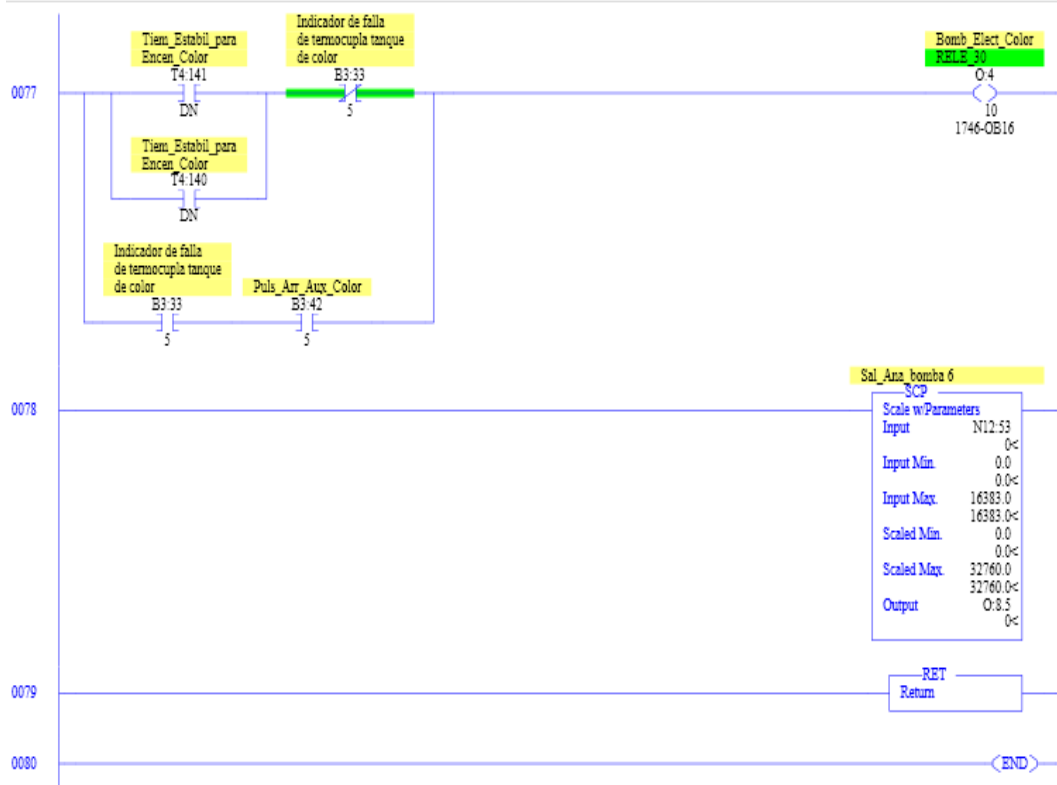 Tiem_Estabil_para
Encen_Color
T4:141
DN
Indicador de falla
de termocupla tanque
de color
B3:33
5
Bomb_Elect_Color
RELE_30
O:4
10
1746-OB16
0077
Tiem_Estabil_para
Encen_Color
T4:140
DN
Indicador de falla
de termocupla tanque
de color
B3:33
5
Puls_Arr_Aux_Color
B3:42
5
Sal_Ana_bomba 6
0078
SCP
Scale w/Parameters
Input N12:53
0<
Input Min. 0.0
0.0<
Input Max. 16383.0
16383.0<
Scaled Min. 0.0
0.0<
Scaled Max. 32760.0
32760.0<
Output O:8.5
0<
0079
RET
Return
0080
END